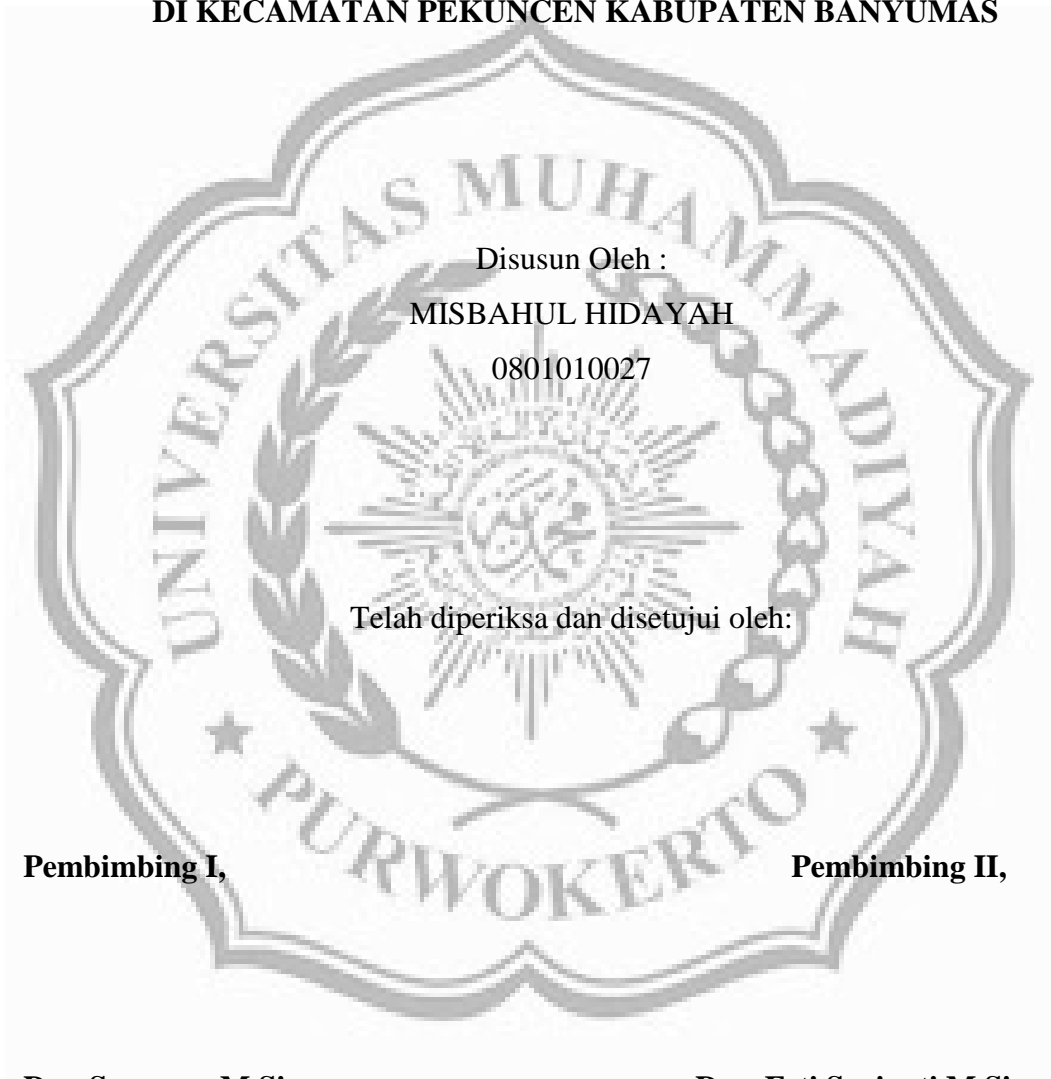 DI KECAMATAN PEKUNCEN KABUPATEN BANYUMAS
UNIVERSITAS MUHAMMADIYAH
Disusun Oleh :
MISBAHUL HIDAYAH
0801010027
Telah diperiksa dan disetujui oleh:
PURWOKERTO
Pembimbing I, Pembimbing II,